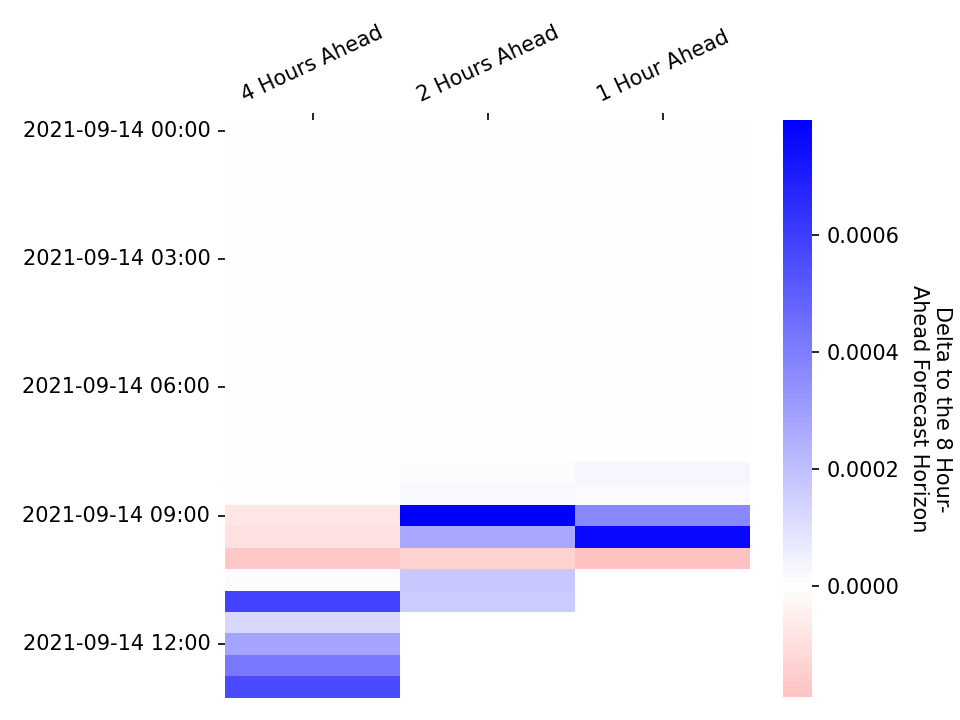 4 Hours Ahead
2 Hours Ahead
1 Hour Ahead
2021-09-14 00:00
2021-09-14 03:00
2021-09-14 06:00
2021-09-14 09:00
2021-09-14 12:00
0.0006
0.0004
0.0002
0.0000
Delta to the 8 Hour-
Ahead Forecast Horizon